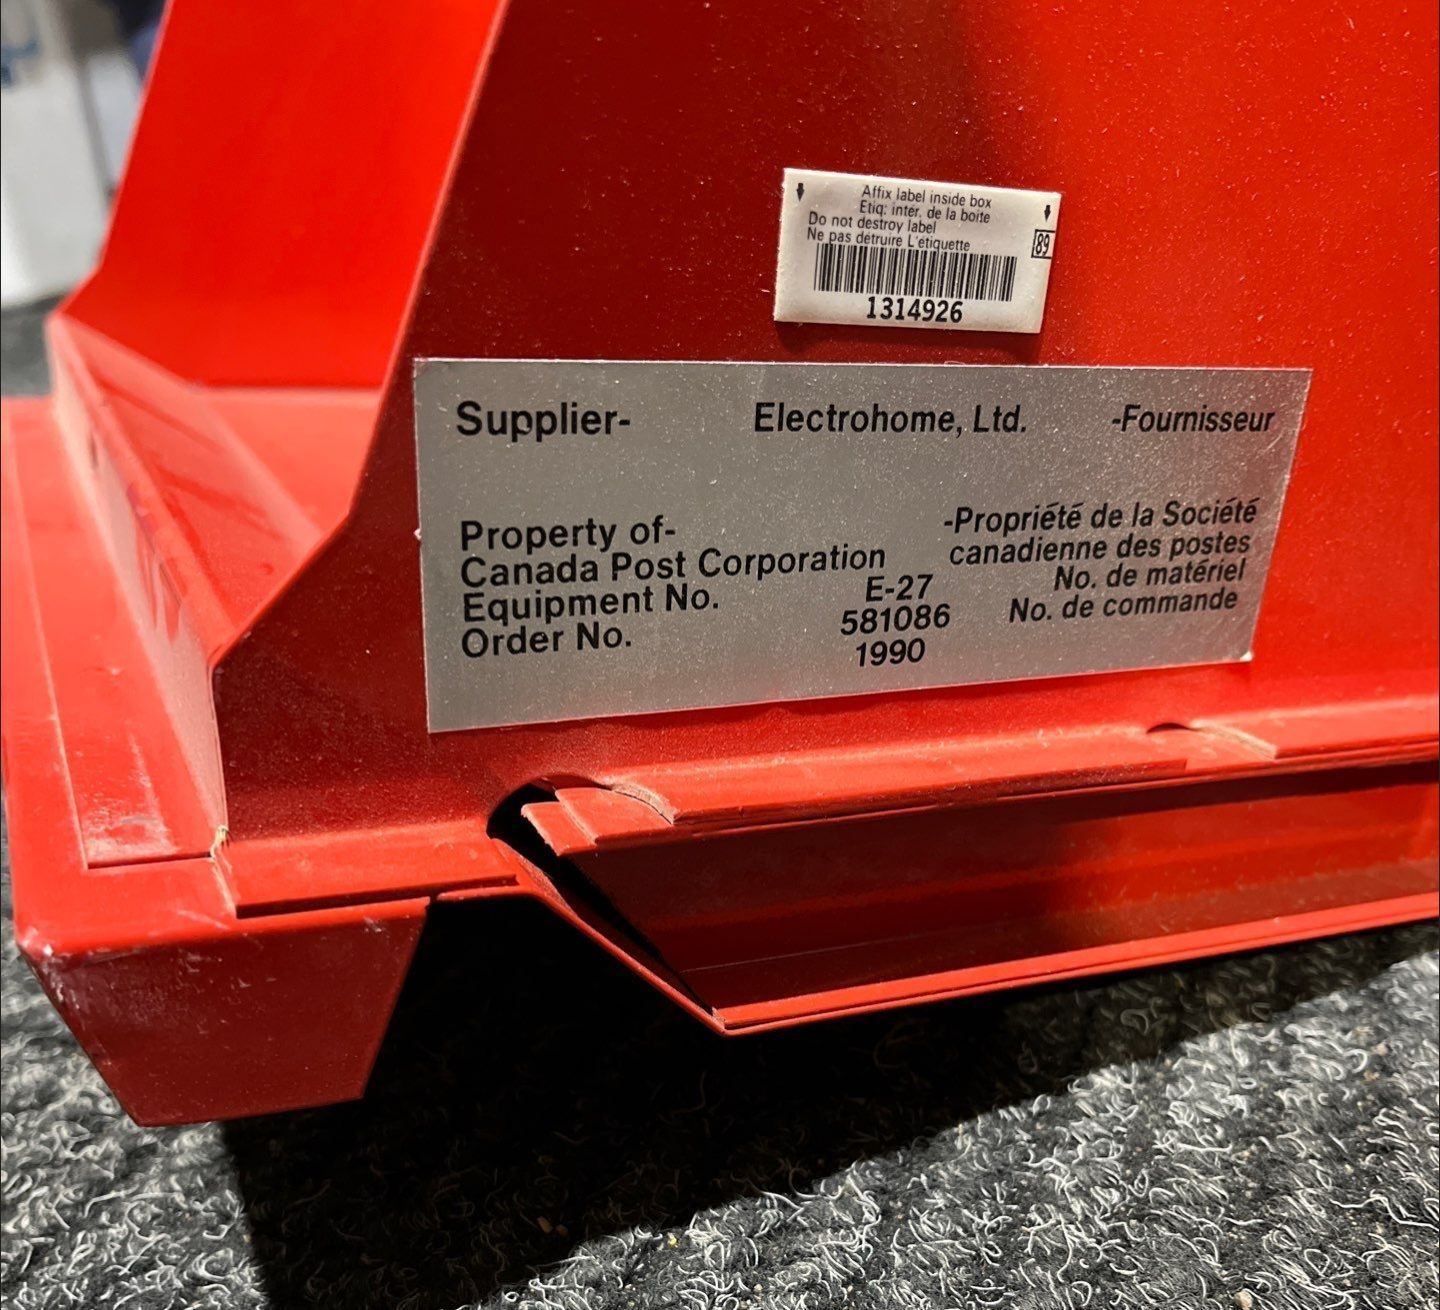 Affix label inside box
Etiq: inter. de la boite
Do not destroy label
Ne pas detruire L'etiquette
89
1314926
Supplier- Electrohome, Ltd. -Fournisseur
Property of- -Propriété de la Société
Canada Post Corporation canadienne des postes
Equipment No. E-27 No. de matériel
Order No. 581086 No. de commande
1990